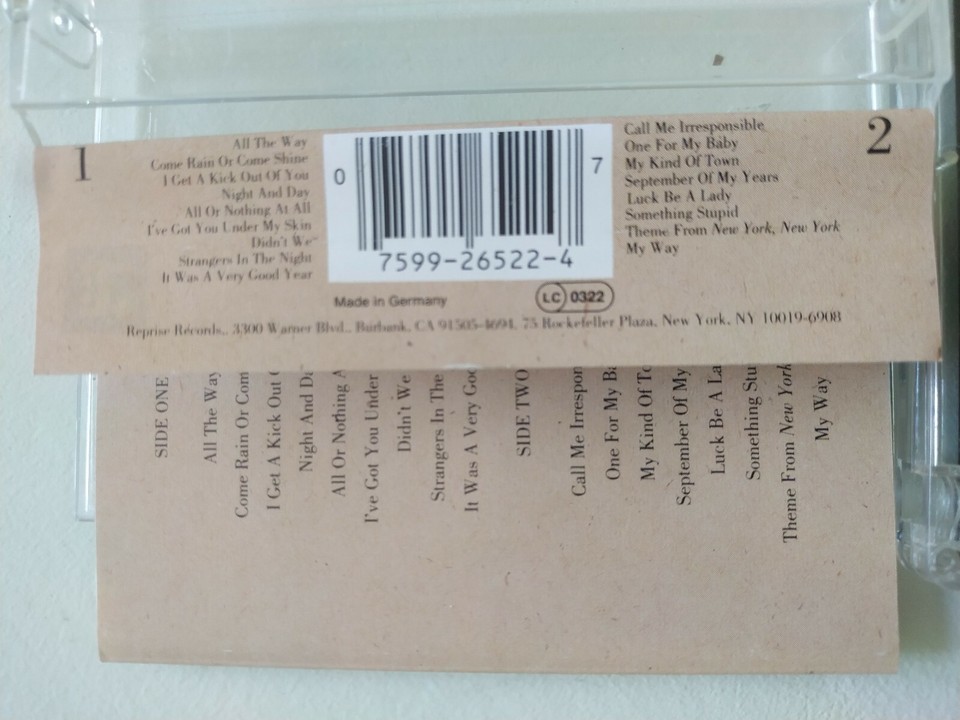 1
All The Way
Come Rain Or Come Shine
I Get A Kick Out Of You
Night And Day
All Or Nothing At All
I've Got You Under My Skin
Didn't We
Strangers In The Night
It Was A Very Good Year
0
7
7599-26522-4
Call Me Irresponsible
One For My Baby
My Kind Of Town
September Of My Years
Luck Be A Lady
Something Stupid
Theme From New York, New York
My Way
2
Made in Germany
LC 0322
Reprise Records., 3300 Warner Blvd., Burbank, CA 91505-4694. 75 Rockefeller Plaza, New York, NY 10019-6908
SIDE ONE
All The Way
Come Rain Or Com
I Get A Kick Out
Night And D
All Or Nothing A
I've Got You Under
Didn't We
Strangers In The
It Was A Very Goo
SIDE TWO
Call Me Irrespon
One For My Ba
My Kind Of To
September Of My
Luck Be A La
Something Stu
Theme From New York
My Way